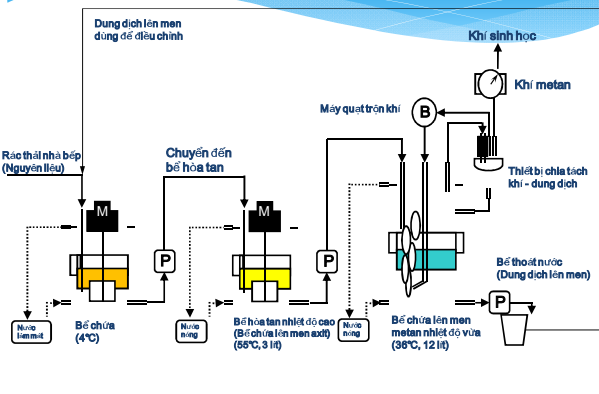 Dung dịch lên men
dùng để điều chỉnh
Khí sinh học
Khí metan
Máy quạt trộn khí
B
Rác thải nhà bếp
(Nguyên liệu)
Chuyển đến
bể hòa tan
Thiết bị chia tách
khí - dung dịch
M
M
P
P
Bể thoát nước
(Dung dịch lên men)
P
Nước
làm mát
Bể chứa
(4℃)
Nước
nóng
Bể hòa tan nhiệt độ cao
(Bể chứa lên men axit)
(55℃, 3 lít)
Nước
nóng
Bể chứa lên men
metan nhiệt độ vừa
(36℃, 12 lít)